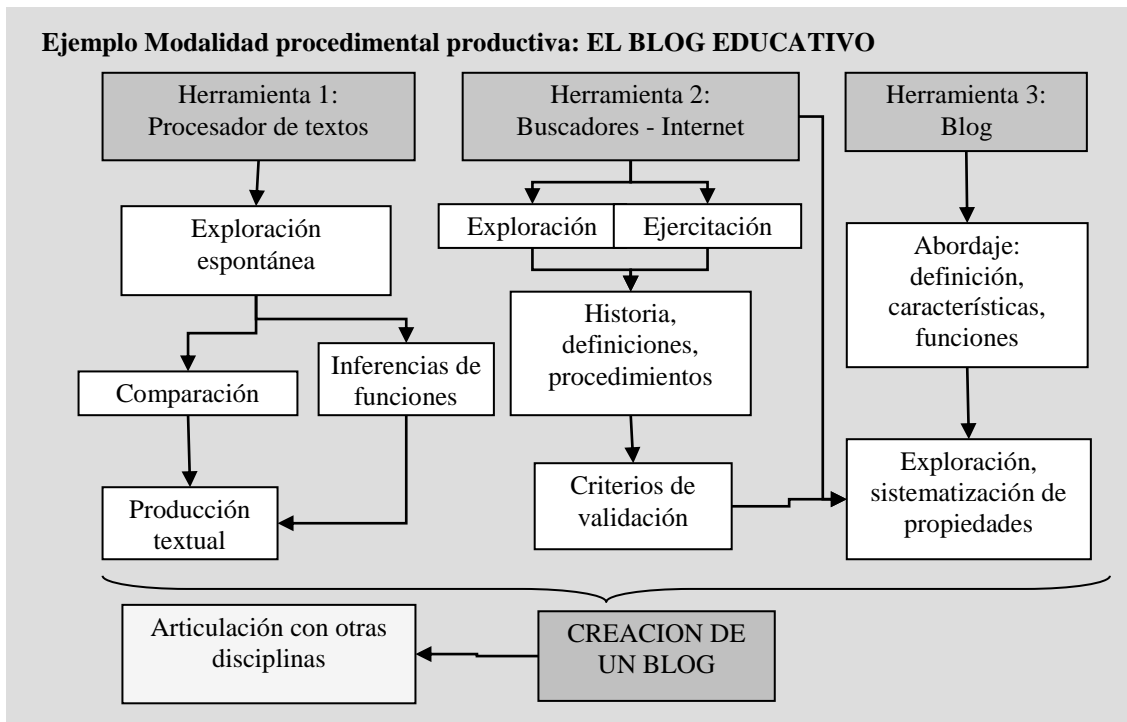 Ejemplo Modalidad procedimental productiva: EL BLOG EDUCATIVO
Herramienta 1:
Procesador de textos
Herramienta 2:
Buscadores - Internet
Herramienta 3:
Blog
Exploración
espontánea
Exploración
Ejercitación
Abordaje:
definición,
característíticas,
funciones
Historia,
definiciones,
procedimientos
Comparación
Inferencias de
funciones
Producción
textual
Criterios de
validación
Exploración,
sistematización de
propiedades
Articulación con otras
disciplinas
CREACION DE
UN BLOG